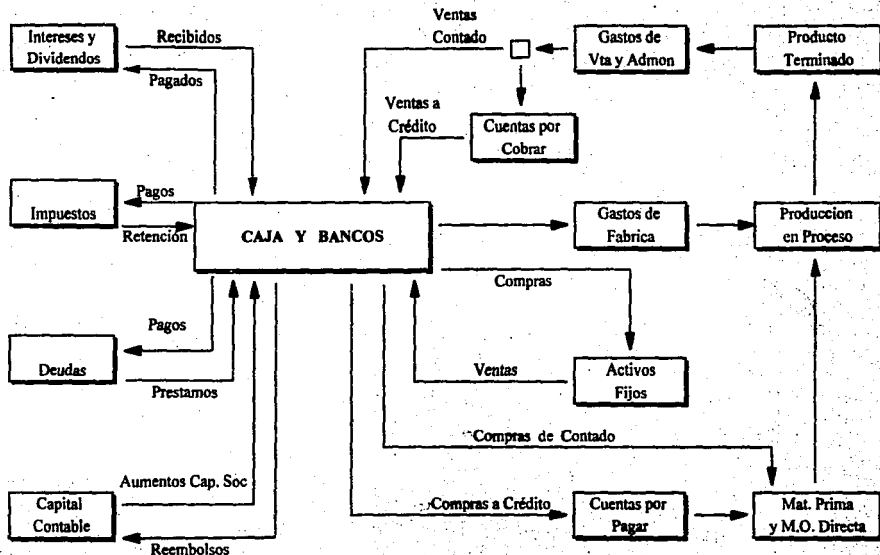 Ventas
Contado
Intereses y
Dividendos
Recibidos
Pagados
Gastos de
Vta y Admon
Producto
Terminado
Ventas a
Crédito
Cuentas por
Cobrar
Impuestos
Pagos
Retención
CAJA Y BANCOS
Gastos de
Fabrica
Produccion
en Proceso
Compras
Deudas
Pagos
Prestamos
Ventas
Activos
Fijos
Compras de Contado
Capital
Contable
Aumentos Cap. Soc
Reembolsos
Compras a Crédito
Cuentas por
Pagar
Mat. Prima
y M.O. Directa